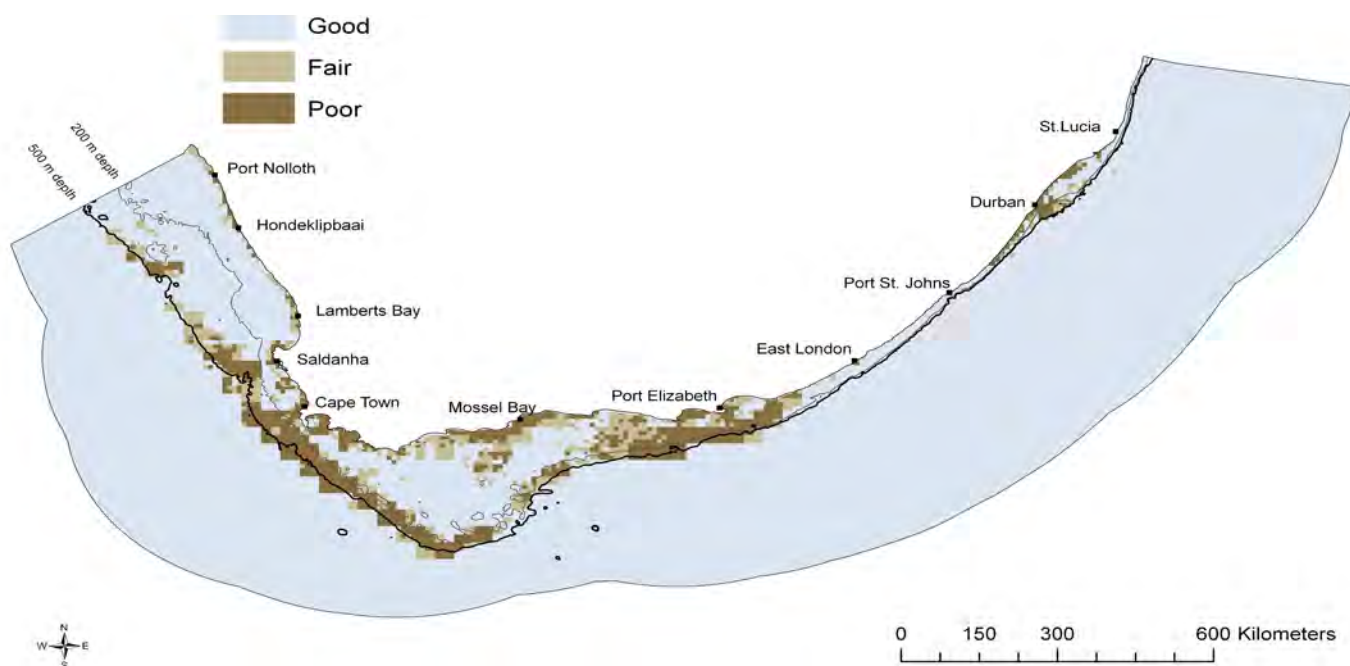 Good
Fair
Poor
200 m depth
500 m depth
Port Nolloth
Hondeklipbaai
Lamberts Bay
Saldanha
Cape Town
Mossel Bay
Port Elizabeth
East London
Port St. Johns
Durban
St.Lucia
N
W E
S
0 150 300 600 Kilometers